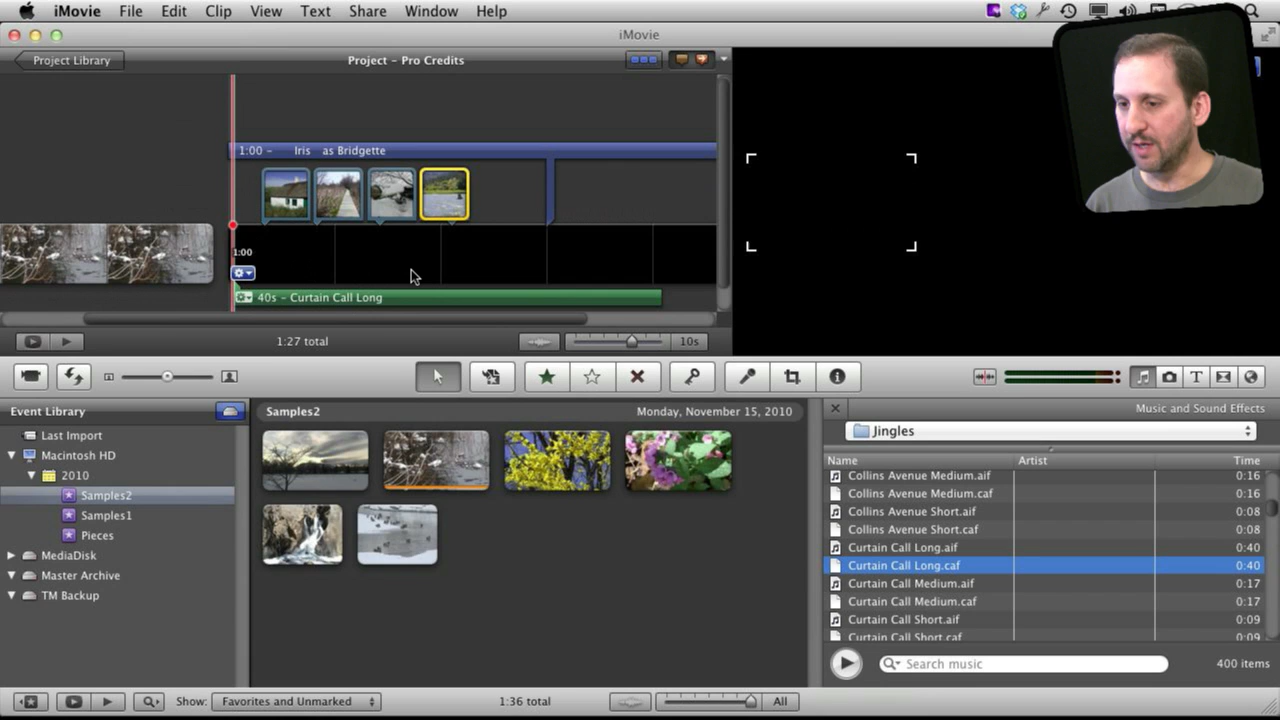 iMovie File Edit Clip View Text Share Window Help
iMovie
Project Library
Project – Pro Credits
1:00 – Iris as Bridgette
1:00
40s – Curtain Call Long
1:27 total
10s
Event Library
Last Import
Macintosh HD
2010
Samples2
Samples1
Pieces
MediaDisk
Master Archive
TM Backup
Samples2 Monday, November 15, 2010
Music and Sound Effects
Jingles
Name Artist Time
Collins Avenue Medium.aif 0:16
Collins Avenue Medium.caf 0:16
Collins Avenue Short.aif 0:08
Collins Avenue Short.caf 0:08
Curtain Call Long.aif 0:40
Curtain Call Long.caf 0:40
Curtain Call Medium.aif 0:17
Curtain Call Medium.caf 0:17
Curtain Call Short.aif 0:09
Curtain Call Short.caf 0:09
Search music 400 items
Show: Favorites and Unmarked 1:36 total All